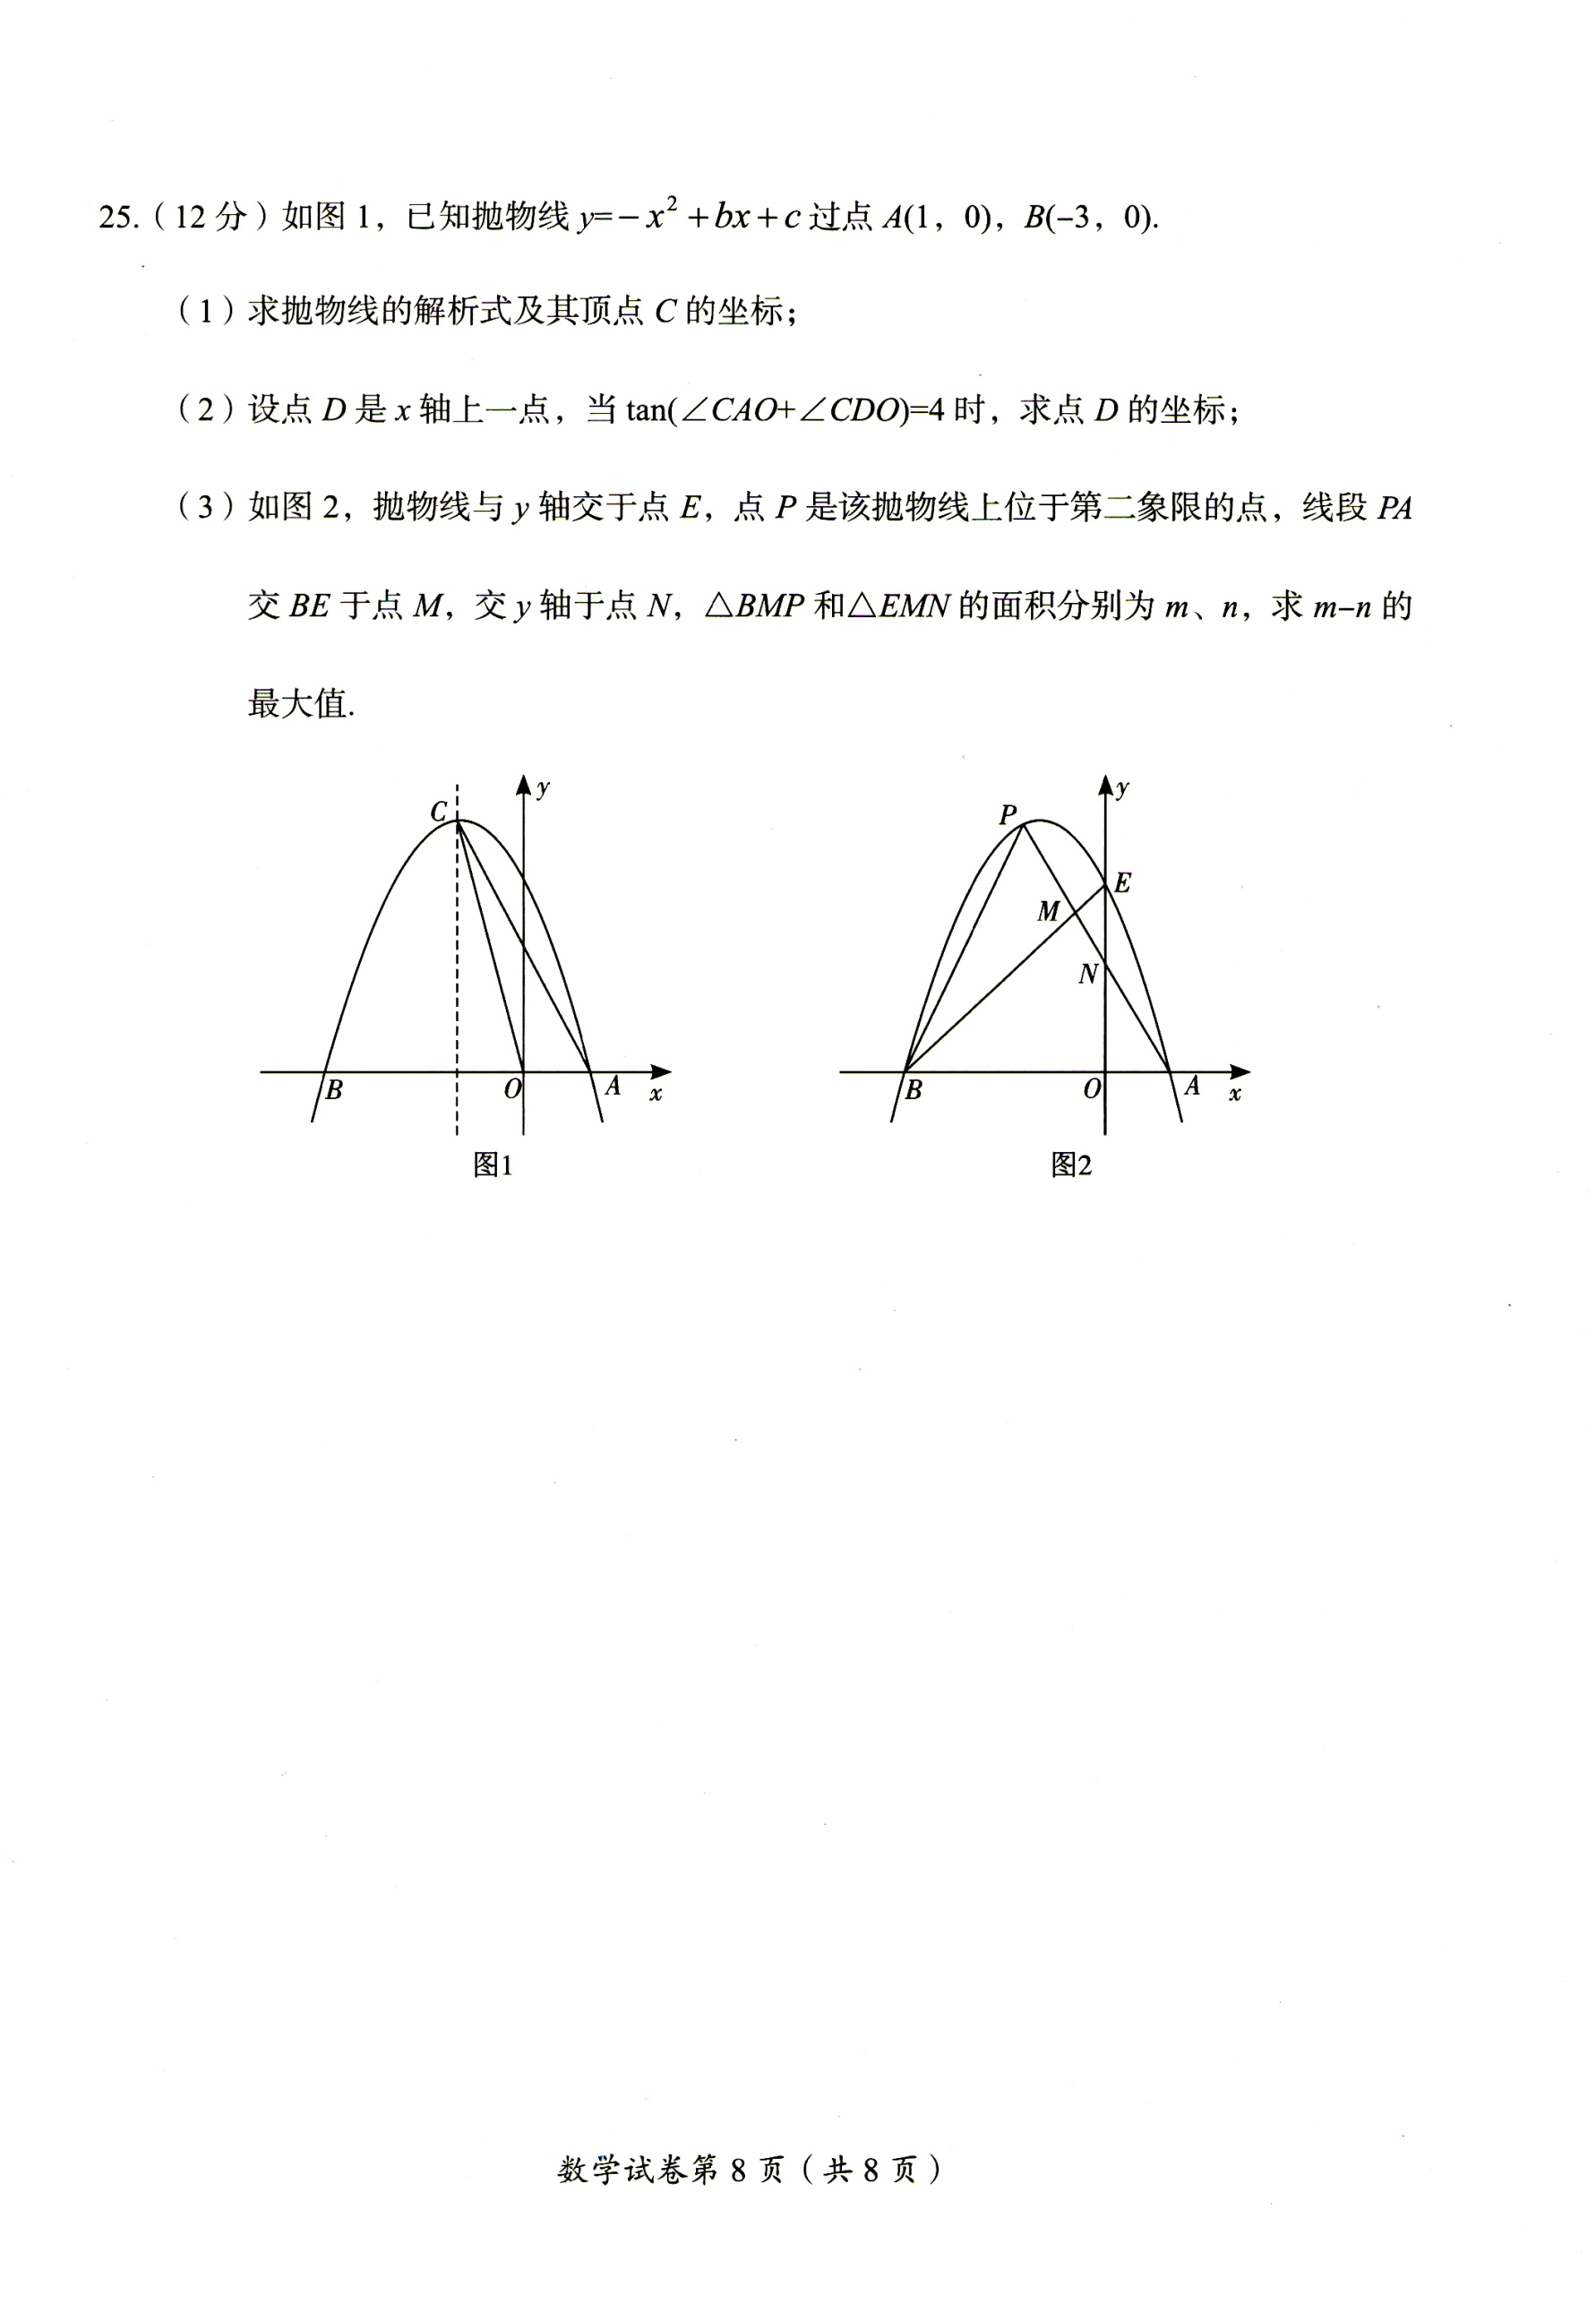 25.（12 分）如图 1，已知抛物线 y=－x²＋bx＋c 过点 A(1，0)，B(-3，0).
（1）求抛物线的解析式及其顶点 C 的坐标；
（2）设点 D 是 x 轴上一点，当 tan(∠CAO+∠CDO)=4 时，求点 D 的坐标；
（3）如图 2，抛物线与 y 轴交于点 E，点 P 是该抛物线上位于第二象限的点，线段 PA
交 BE 于点 M，交 y 轴于点 N，△BMP 和△EMN 的面积分别为 m、n，求 m–n 的
最大值.
C y
B O A x
图1
P y
E
M
N
B O A x
图2
数学试卷第 8 页（共 8 页）